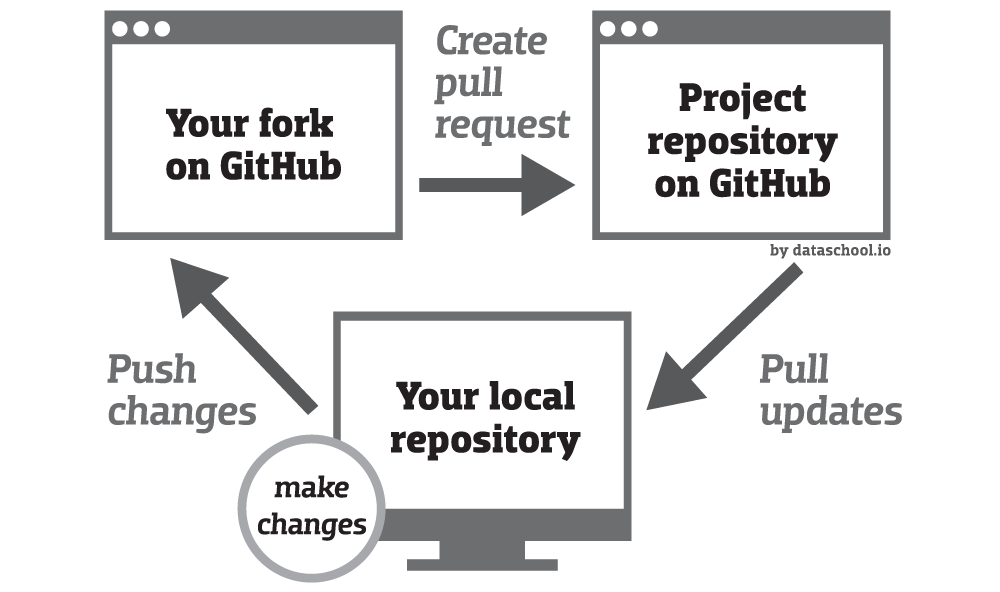 Your fork
on GitHub
Create
pull
request
Project
repository
on GitHub
by dataschool.io
Push
changes
Your local
repository
make
changes
Pull
updates